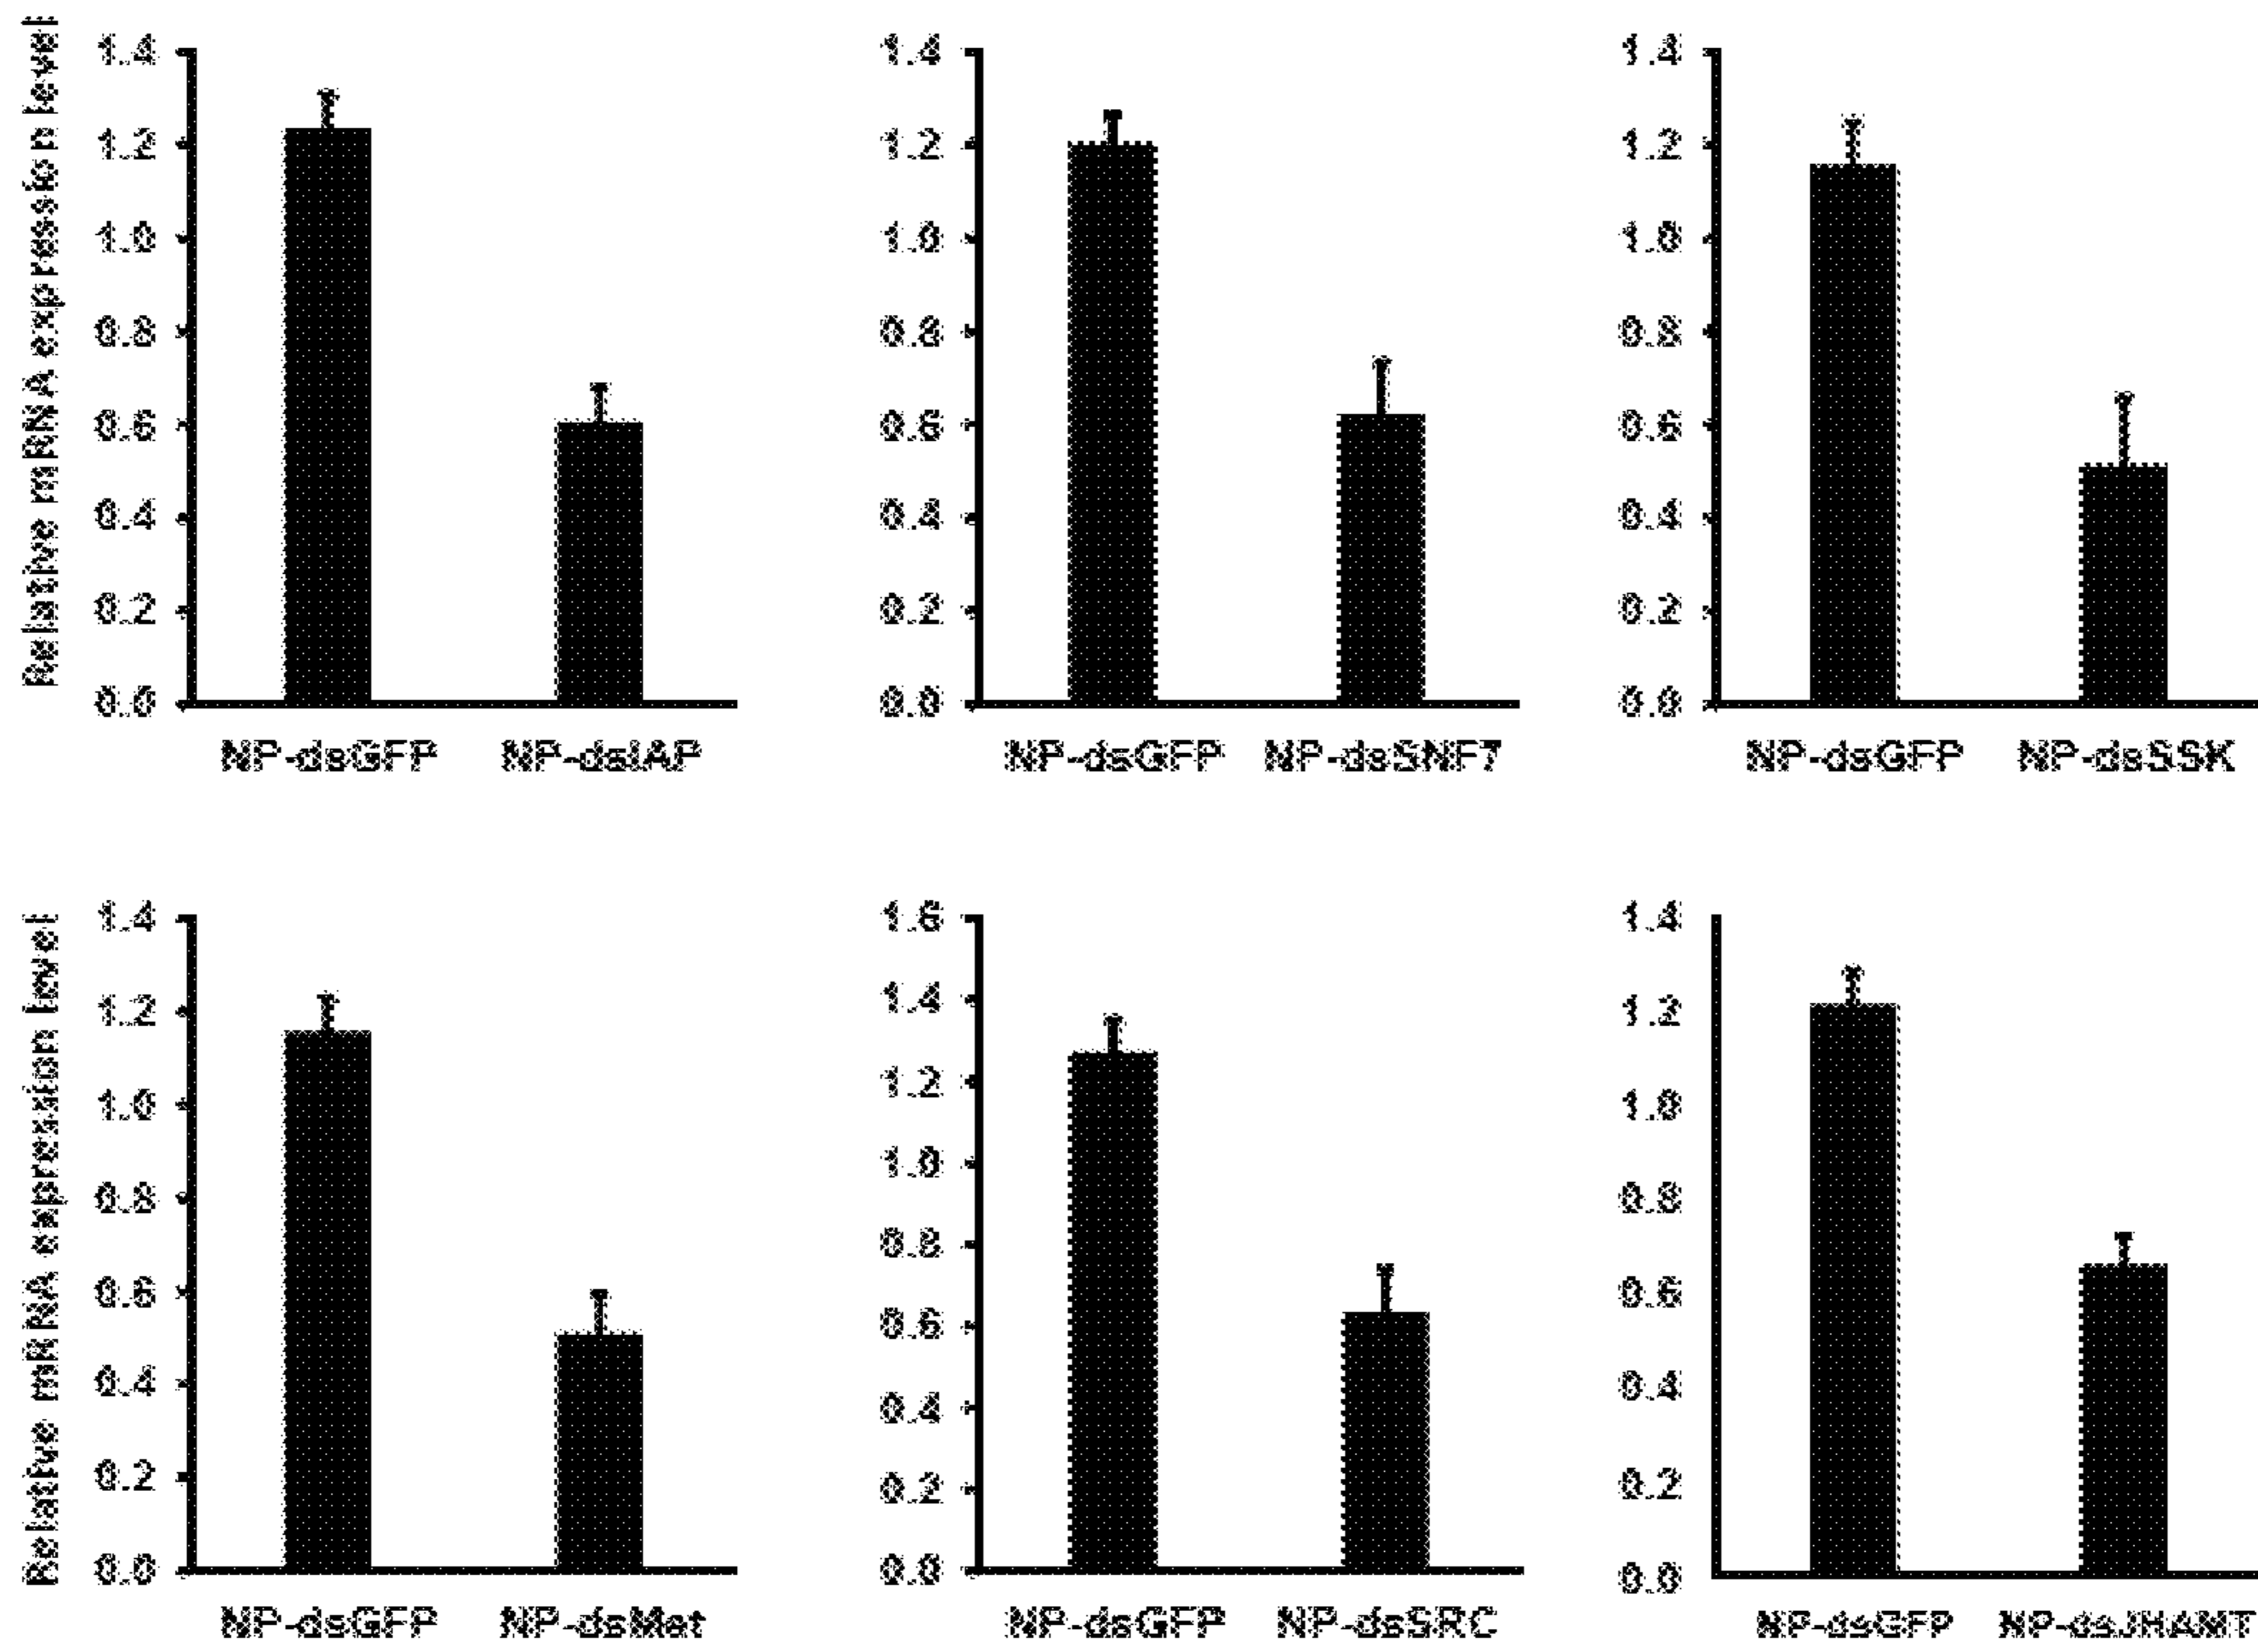 Relative mRNA expression level
1.4 1.4 1.4
1.2 1.2 1.2
1.0 1.0 1.0
0.8 0.8 0.8
0.6 0.6 0.6
0.4 0.4 0.4
0.2 0.2 0.2
0.0 0.0 0.0
NP-dsGFP NP-dsIAP NP-dsGFP NP-dsSNF7 NP-dsGFP NP-dsSSK
Relative mRNA expression level
1.4 1.6 1.4
1.2 1.4 1.2
1.0 1.2 1.0
0.8 1.0 0.8
0.6 0.8 0.6
0.4 0.6 0.4
0.2 0.4 0.2
0.0 0.2 0.0
0.0
NP-dsGFP NP-dsMet NP-dsGFP NP-dsSRC NP-dsGFP NP-dsJHAMT